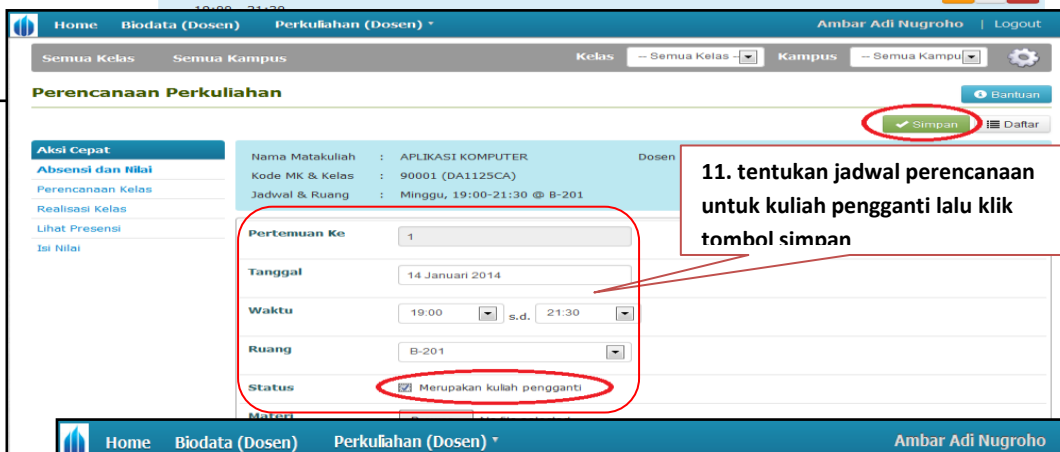 Home Biodata (Dosen) Perkuliahan (Dosen) Ambar Adi Nugroho | Logout
Semua Kelas Semua Kampus Kelas -- Semua Kelas -- Kampus -- Semua Kampu
Perencanaan Perkuliahan Bantuan
Simpan Daftar
Aksi Cepat
Absensi dan Nilai
Perencanaan Kelas
Realisasi Kelas
Lihat Presensi
Isi Nilai
Nama Matakuliah : APLIKASI KOMPUTER Dosen
Kode MK & Kelas : 90001 (DA1125CA)
Jadwal & Ruang : Minggu, 19:00-21:30 @ B-201
11. tentukan jadwal perencanaan
untuk kuliah pengganti lalu klik
tombol simpan
Pertemuan Ke 1
Tanggal 14 Januari 2014
Waktu 19:00 s.d. 21:30
Ruang B-201
Status Merupakan kuliah pengganti
Materi
Home Biodata (Dosen) Perkuliahan (Dosen) Ambar Adi Nugroho